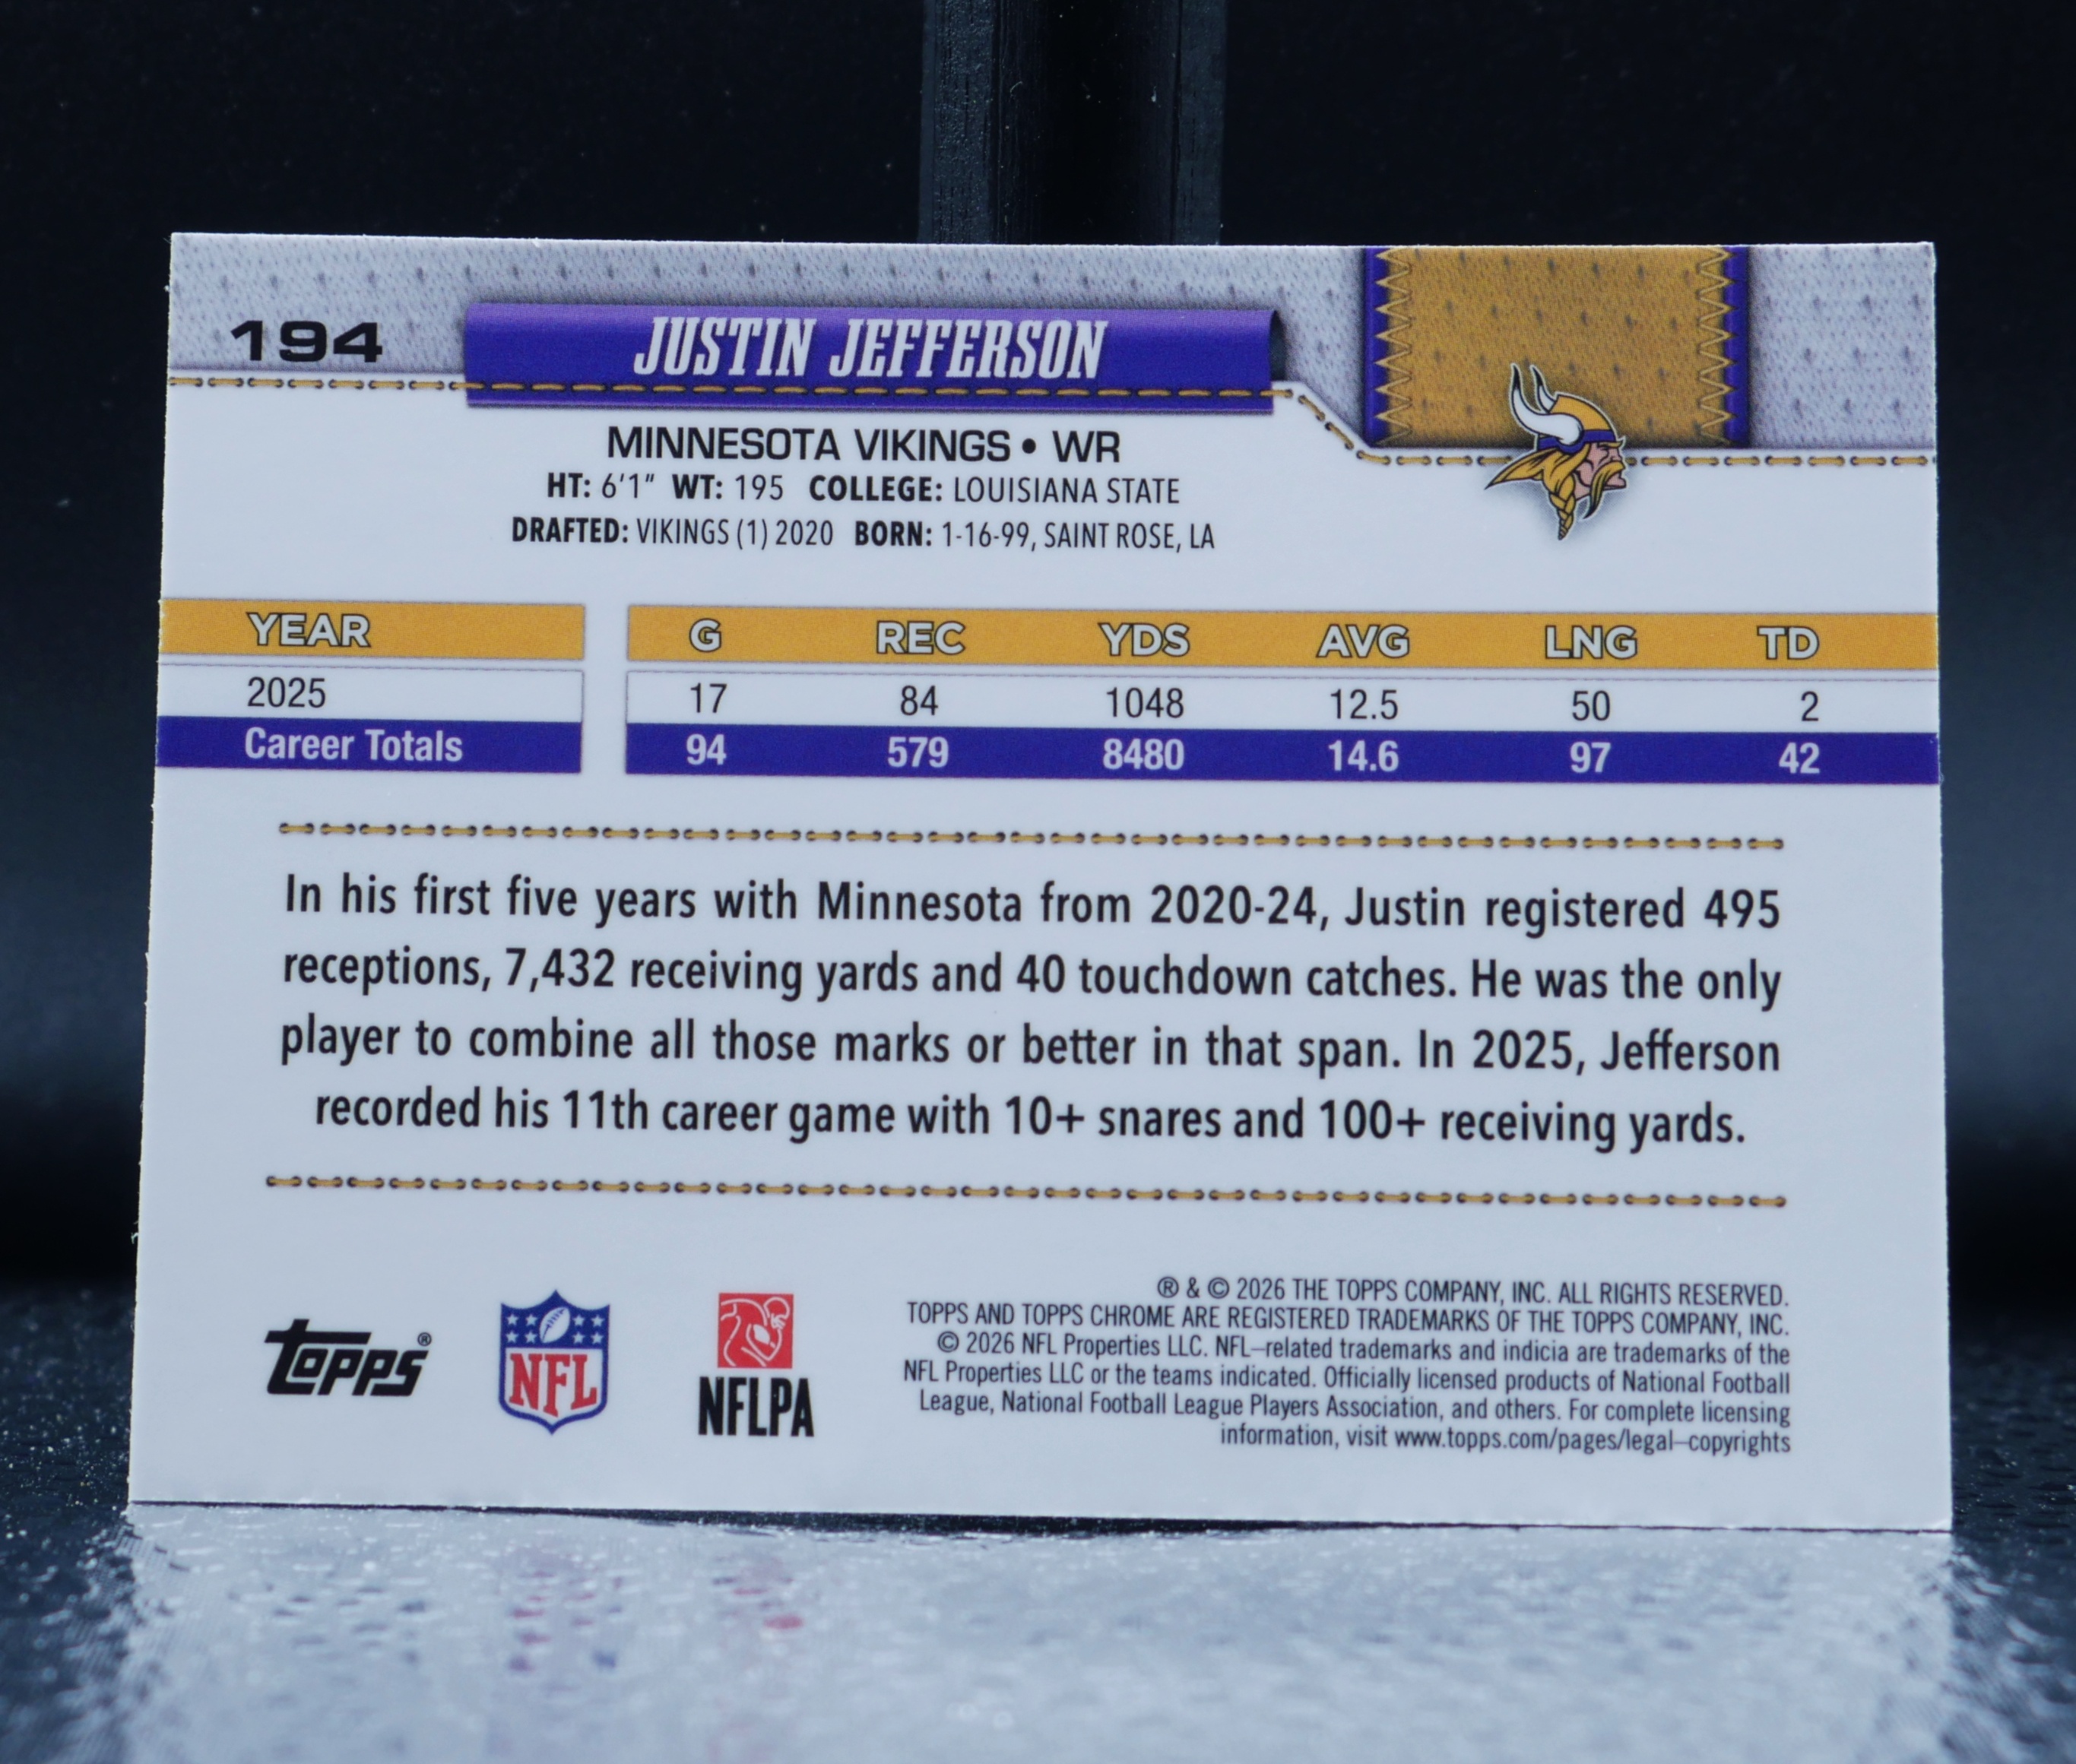 194
JUSTIN JEFFERSON
MINNESOTA VIKINGS • WR
HT: 6'1" WT: 195 COLLEGE: LOUISIANA STATE
DRAFTED: VIKINGS (1) 2020 BORN: 1-16-99, SAINT ROSE, LA
YEAR G REC YDS AVG LNG TD
2025 17 84 1048 12.5 50 2
Career Totals 94 579 8480 14.6 97 42
In his first five years with Minnesota from 2020-24, Justin registered 495
receptions, 7,432 receiving yards and 40 touchdown catches. He was the only
player to combine all those marks or better in that span. In 2025, Jefferson
recorded his 11th career game with 10+ snares and 100+ receiving yards.
Topps®
NFL
NFLPA
® & © 2026 THE TOPPS COMPANY, INC. ALL RIGHTS RESERVED.
TOPPS AND TOPPS CHROME ARE REGISTERED TRADEMARKS OF THE TOPPS COMPANY, INC.
© 2026 NFL Properties LLC. NFL–related trademarks and indicia are trademarks of the
NFL Properties LLC or the teams indicated. Officially licensed products of National Football
League, National Football League Players Association, and others. For complete licensing
information, visit www.topps.com/pages/legal–copyrights